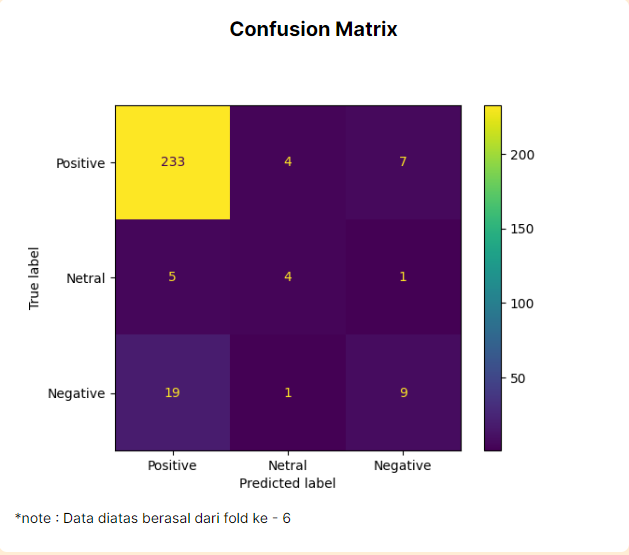 Confusion Matrix
Positive
233
4
7
200
150
True label
Netral
5
4
1
100
50
Negative
19
1
9
Positive
Netral
Negative
Predicted label
*note : Data diatas berasal dari fold ke - 6